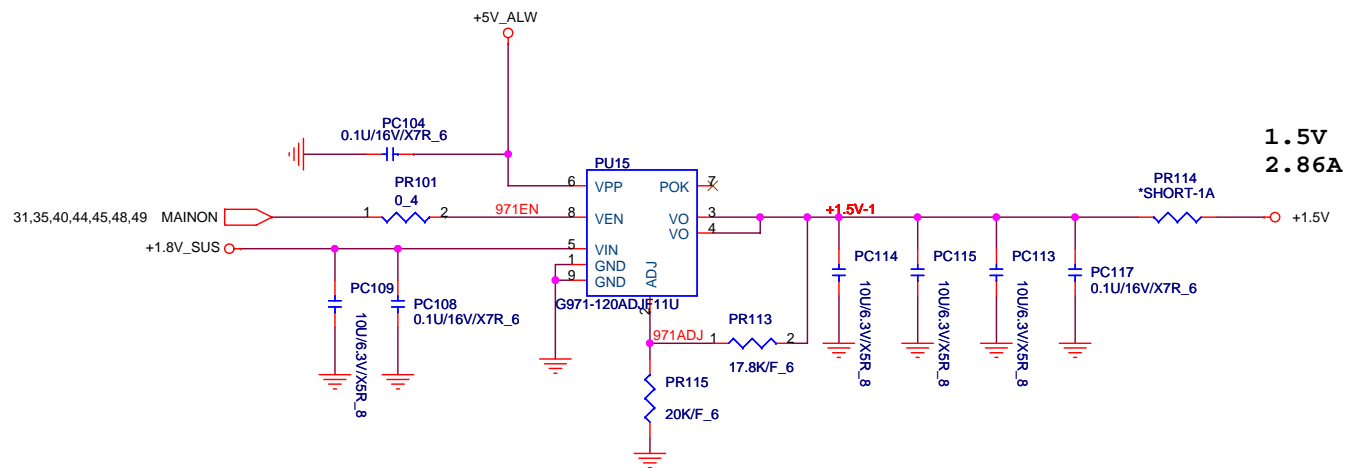 +5V_ALW
PC104
0.1U/16V/X7R_6
1.5V
2.86A
PU15
PR101
0_4
PR114
*SHORT-1A
6 VPP POK 7
31,35,40,44,45,48,49 MAINON 1 2 971EN 8 VEN VO 3 +1.5V-1 +1.5V
VO 4
+1.8V_SUS 5 VIN
1 GND
9 GND
ADJ
2
G971-120ADJF11U
PC109
10U/6.3V/X5R_8
PC108
0.1U/16V/X7R_6
PC114
10U/6.3V/X5R_8
PC115
10U/6.3V/X5R_8
PC113
10U/6.3V/X5R_8
PC117
0.1U/16V/X7R_6
971ADJ
PR113
1 2
17.8K/F_6
PR115
20K/F_6